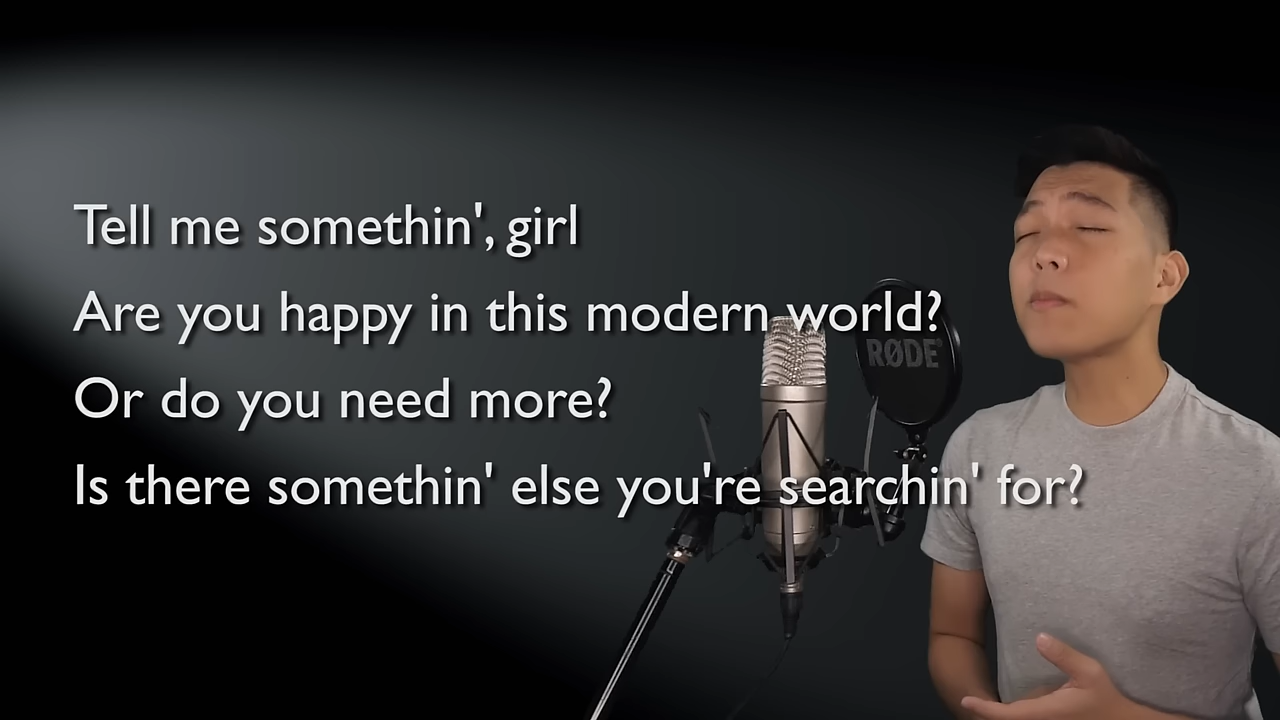 Tell me somethin', girl
Are you happy in this modern world?
RØDE
Or do you need more?
Is there somethin' else you're searchin' for?